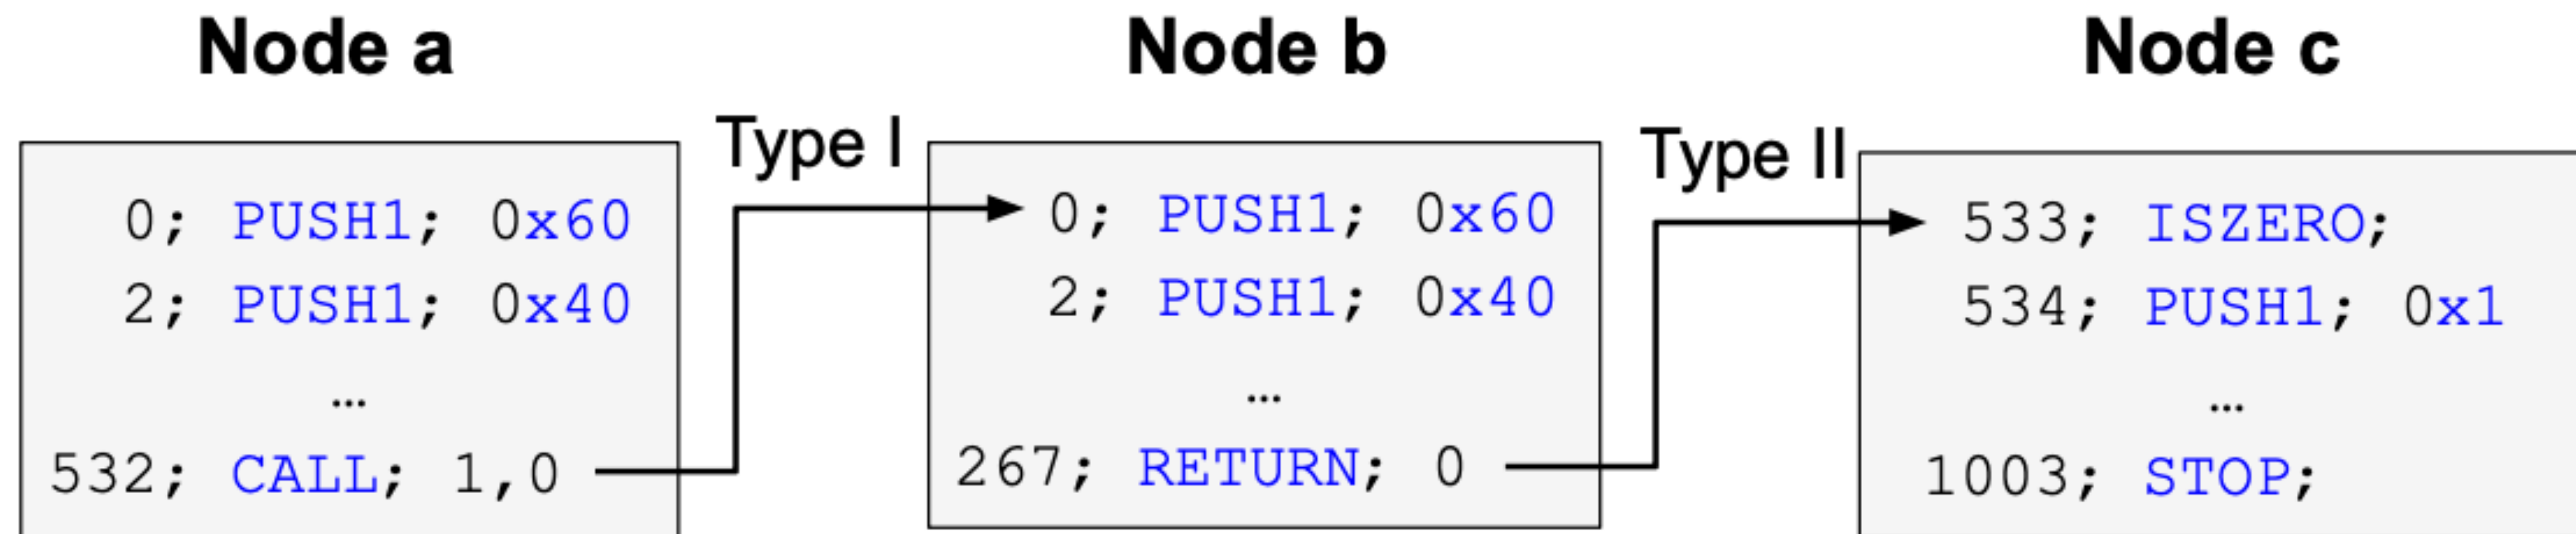 Node a
0; PUSH1; 0x60
2; PUSH1; 0x40
…
532; CALL; 1,0
Type I
Node b
0; PUSH1; 0x60
2; PUSH1; 0x40
…
267; RETURN; 0
Type II
Node c
533; ISZERO;
534; PUSH1; 0x1
…
1003; STOP;